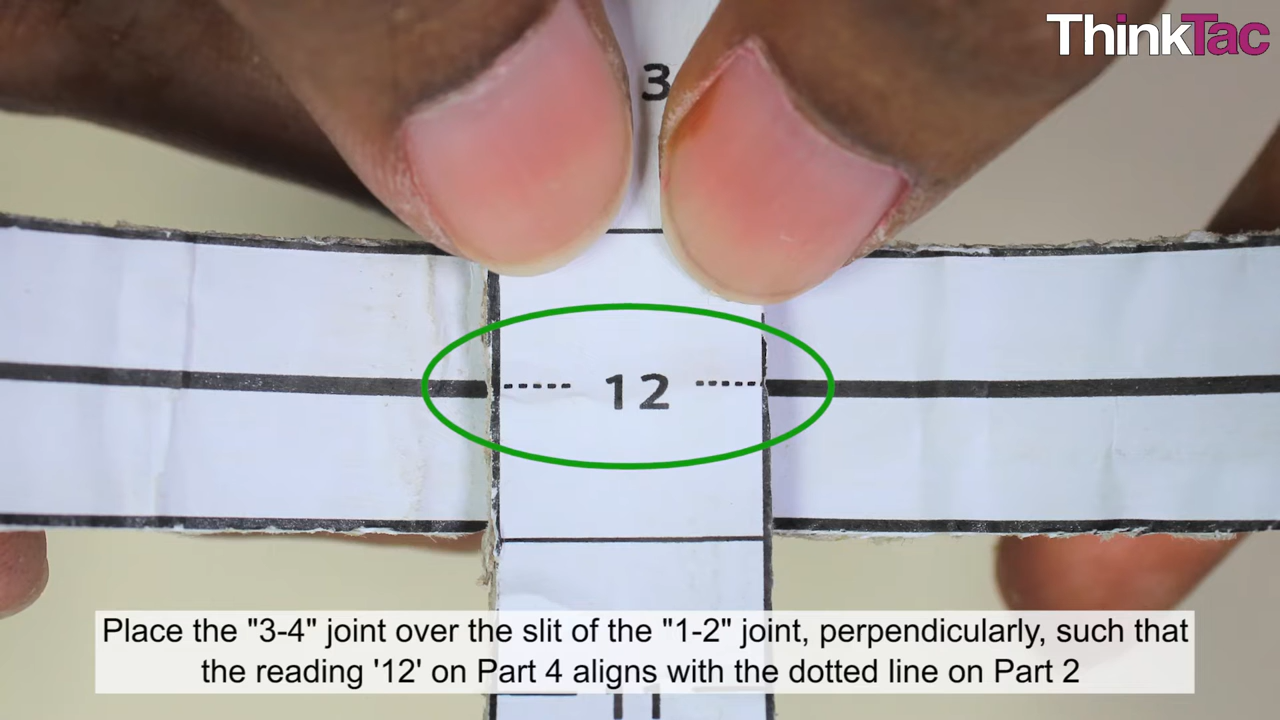 ThinkTac
3
12
Place the "3-4" joint over the slit of the "1-2" joint, perpendicularly, such that
the reading '12' on Part 4 aligns with the dotted line on Part 2
11